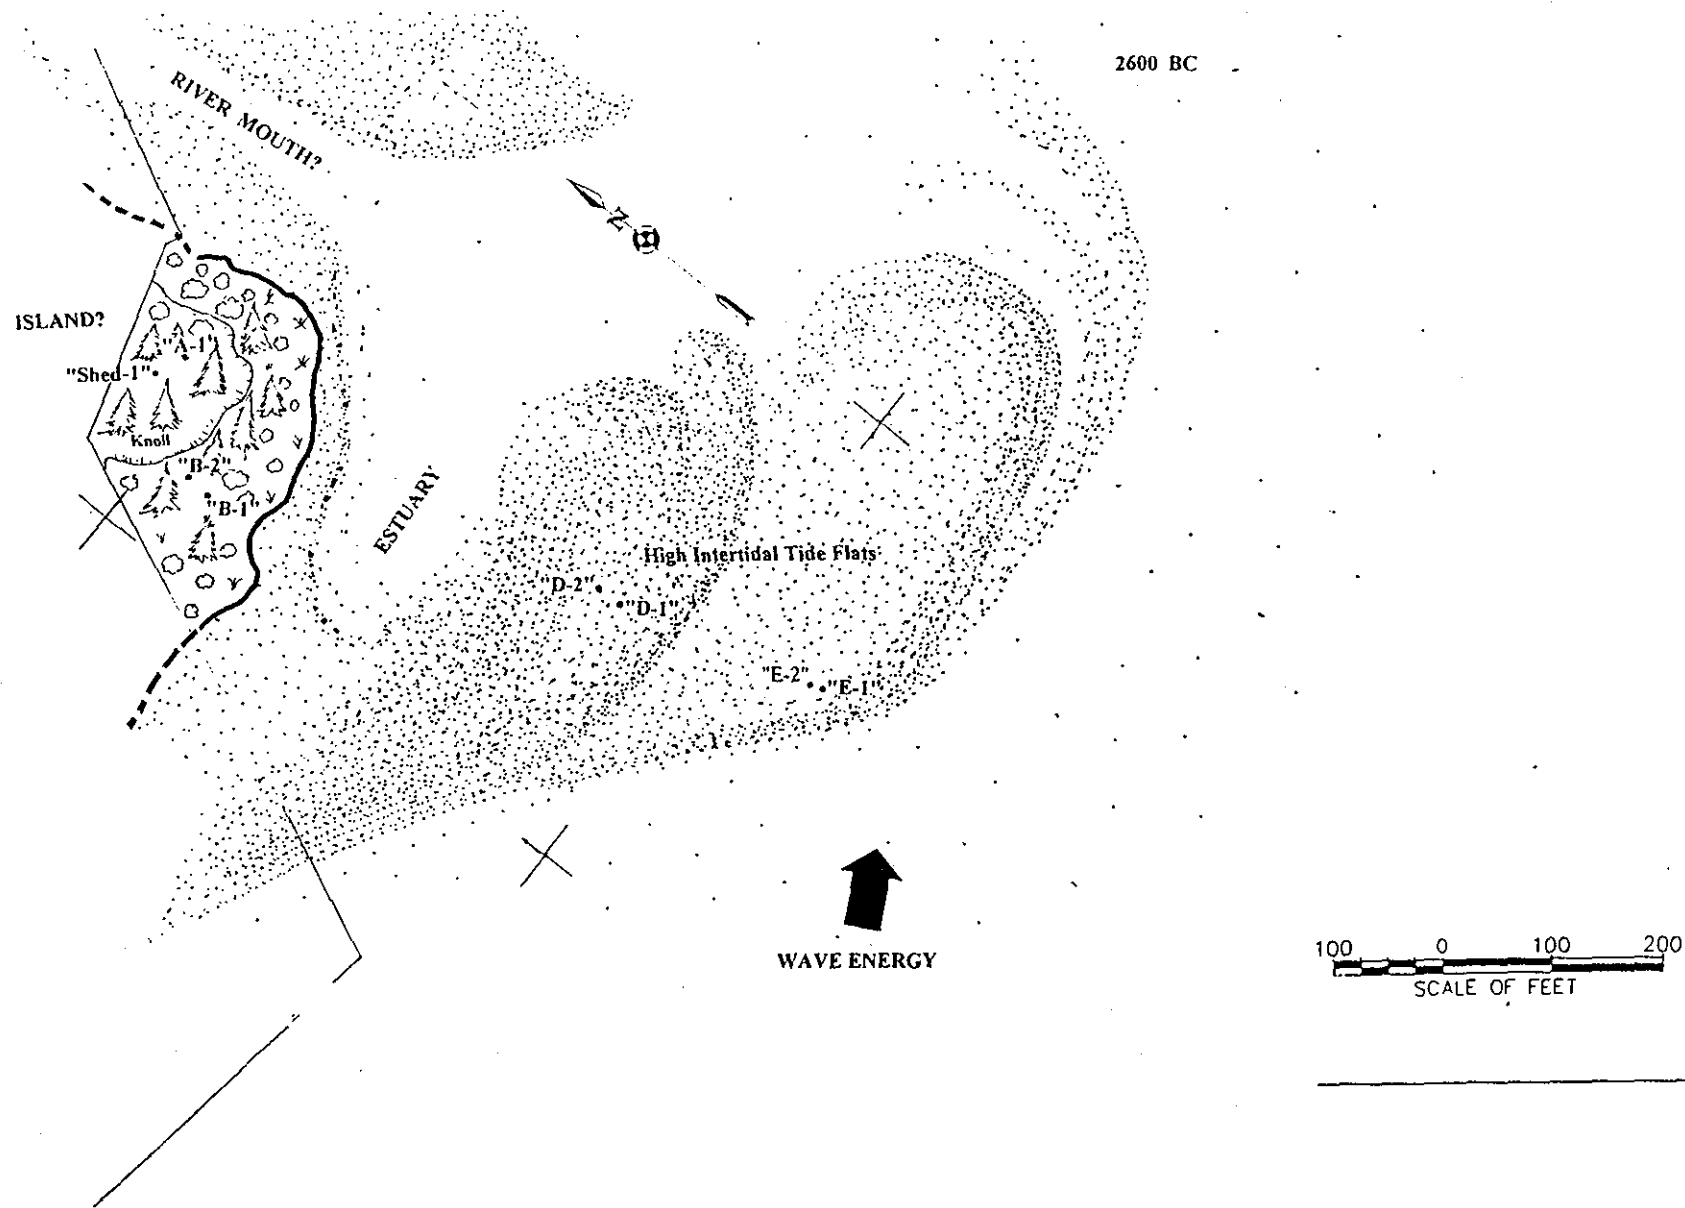 2600 BC
RIVER MOUTH?
N
ISLAND?
"A-1"
"Shed-1"
Knoll
"B-2"
"B-1"
ESTUARY
High Intertidal Tide Flats
"D-2"
"D-1"
"E-2"
"E-1"
WAVE ENERGY
100 0 100 200
SCALE OF FEET